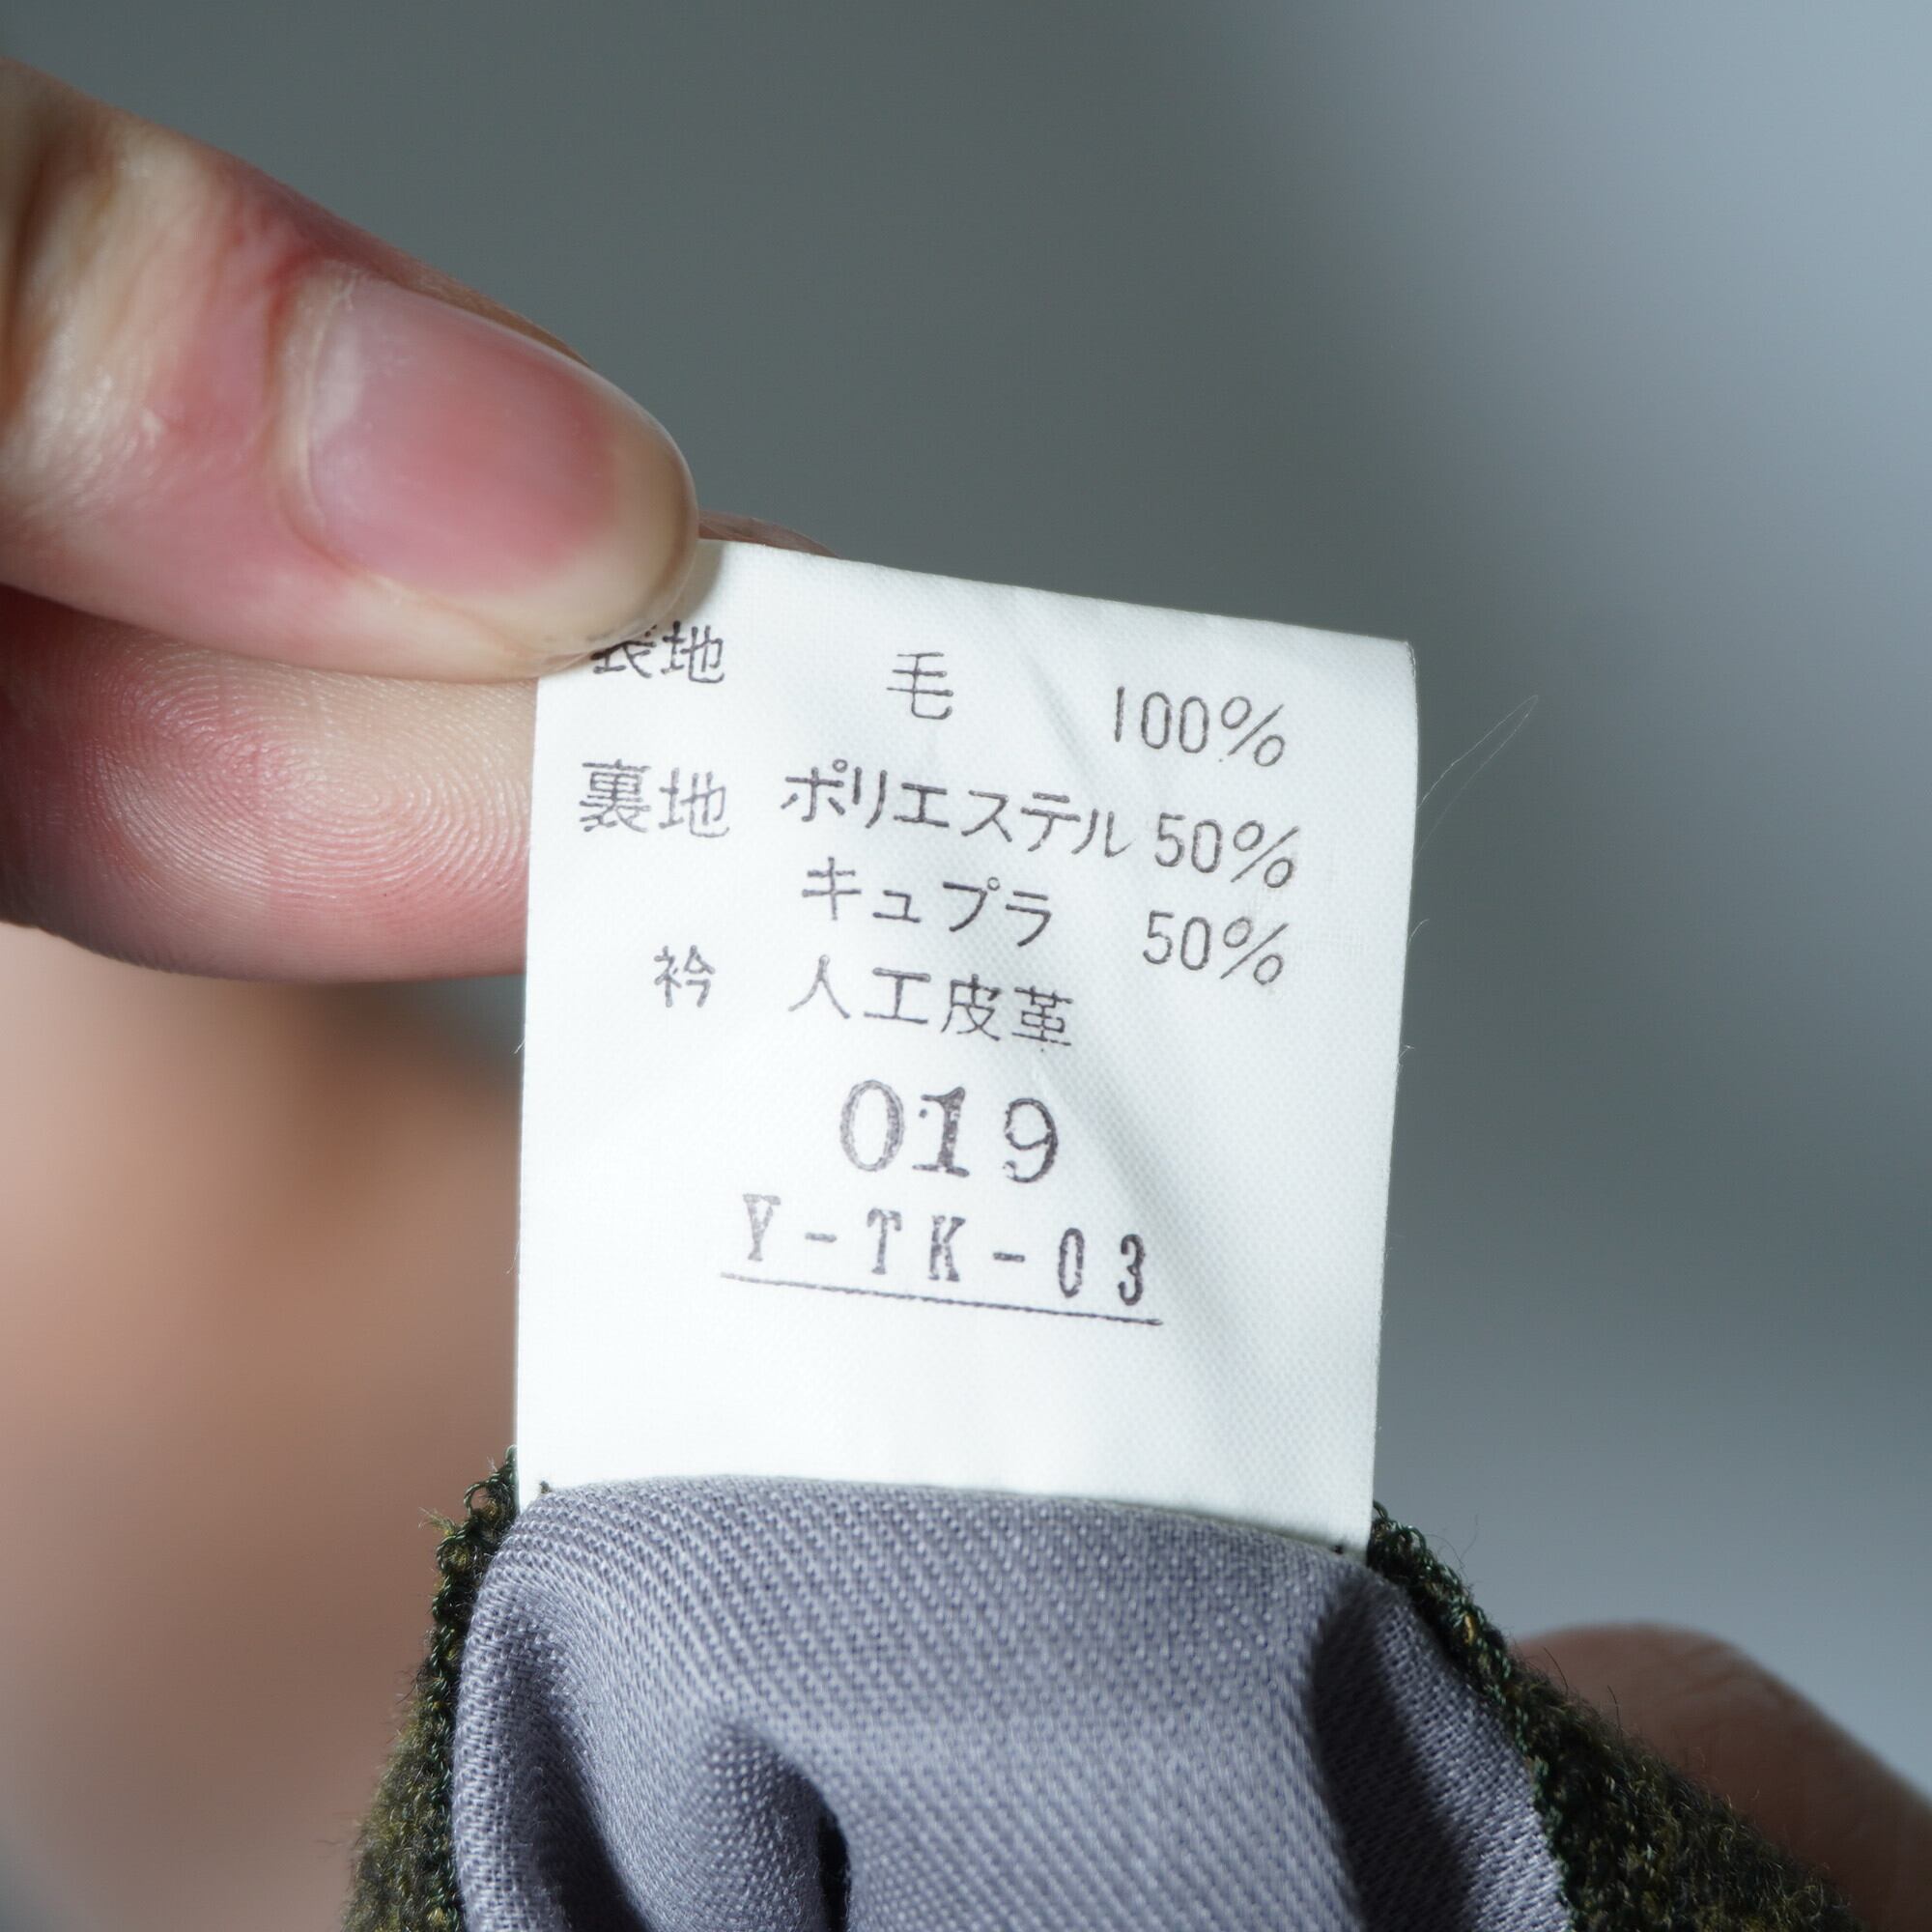 表地 毛 100%
裏地 ポリエステル 50%
キュプラ 50%
衿 人工皮革
019
Y-TK-03